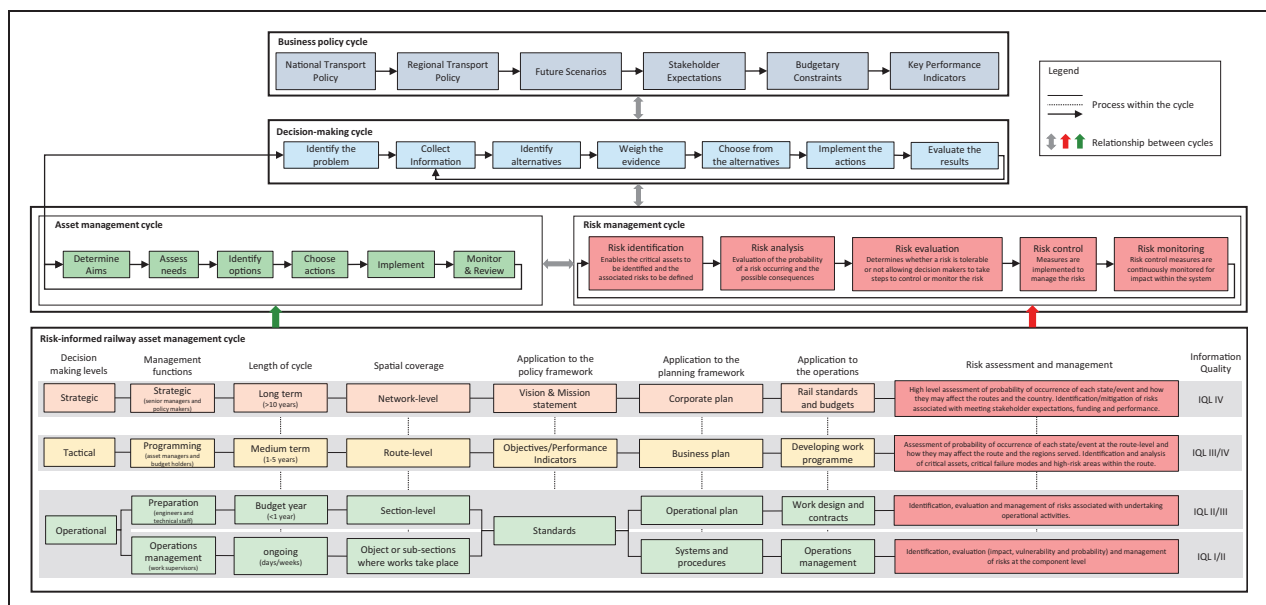 Business policy cycle
National Transport
Policy
Regional Transport
Policy
Future Scenarios
Stakeholder
Expectations
Budgetary
Constraints
Key Performance
Indicators
Legend
Process within the cycle
Relationship between cycles
Decision-making cycle
Identify the
problem
Collect
Information
Identify
alternatives
Weigh the
evidence
Choose from
the alternatives
Implement the
actions
Evaluate the
results
Asset management cycle
Determine
Aims
Assess
needs
Identify
options
Choose
actions
Implement
Monitor
& Review
Risk management cycle
Risk identification
Enables the critical assets to
be identified and the
associated risks to be defined
Risk analysis
Evaluation of the probability
of a risk occurring and the
possible consequences
Risk evaluation
Determines whether a risk is tolerable
or not allowing decision makers to take
steps to control or monitor the risk
Risk control
Measures are
implemented to
manage the risks
Risk monitoring
Risk control measures are
continuously monitored for
impact within the system
Risk-informed railway asset management cycle
Decision
making levels
Management
functions
Length of cycle
Spatial coverage
Application to the
policy framework
Application to the
planning framework
Application to
the operations
Risk assessment and management
Information
Quality
Strategic
Strategic
(senior managers and
policy makers)
Long term
(>10 years)
Network-level
Vision & Mission
statement
Corporate plan
Rail standards
and budgets
High level assessment of probability of occurrence of each state/event and how
they may affect the routes and the country. Identification/mitigation of risks
associated with meeting stakeholder expectations, funding and performance.
IQL IV
Tactical
Programming
(asset managers and
budget holders)
Medium term
(1-5 years)
Route-level
Objectives/Performance
Indicators
Business plan
Developing work
programme
Assessment of probability of occurrence of each state/event at the route-level and
how they may affect the route and the regions served. Identification and analysis
of critical assets, critical failure modes and high-risk areas within the route.
IQL III/IV
Operational
Preparation
(engineers and
technical staff)
Budget year
(<1 year)
Section-level
Standards
Operational plan
Work design and
contracts
Identification, evaluation and management of risks associated with undertaking
operational activities.
IQL II/III
Operations
management
(work supervisors)
ongoing
(days/weeks)
Object or sub-sections
where works take place
Systems and
procedures
Operations
management
Identification, evaluation (impact, vulnerability and probability) and management
of risks at the component level
IQL I/II